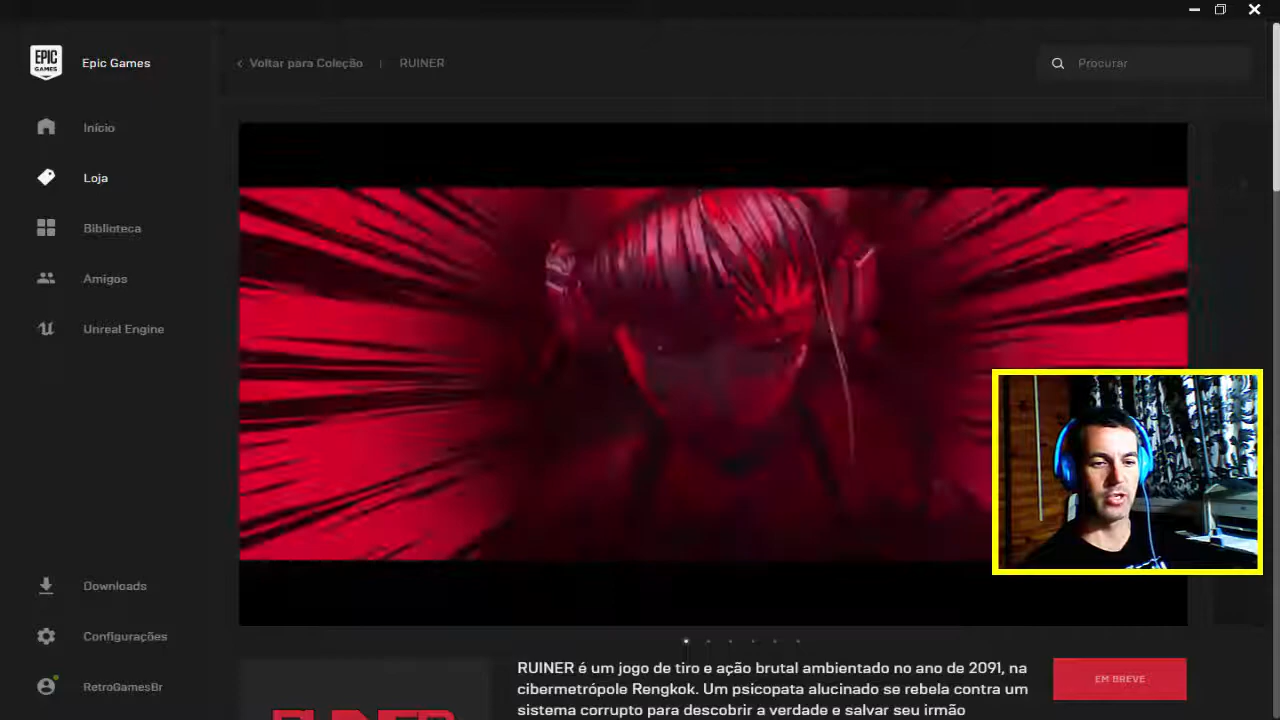 EPIC GAMES
Epic Games
Voltar para Coleção | RUINER
Procurar
Início
Loja
Biblioteca
Amigos
Unreal Engine
Downloads
Configurações
RetroGamesBr
RUINER
RUINER é um jogo de tiro e ação brutal ambientado no ano de 2091, na
cibermetrópole Rengkok. Um psicopata alucinado se rebela contra um
sistema corrupto para descobrir a verdade e salvar seu irmão
EM BREVE